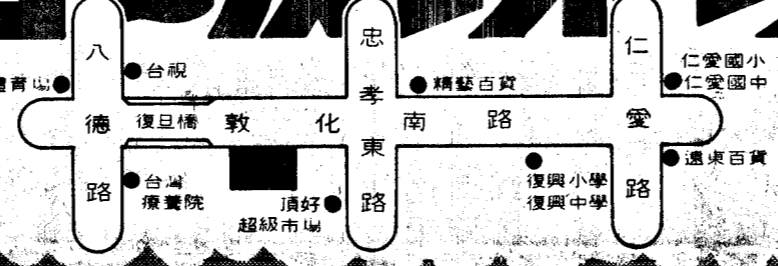 八德路
忠孝東路
仁愛路
敦化南路
復旦橋
台視
育場
精藝百貨
仁愛國小
仁愛國中
遠東百貨
台灣
療養院
頂好
超級市場
復興小學
復興中學